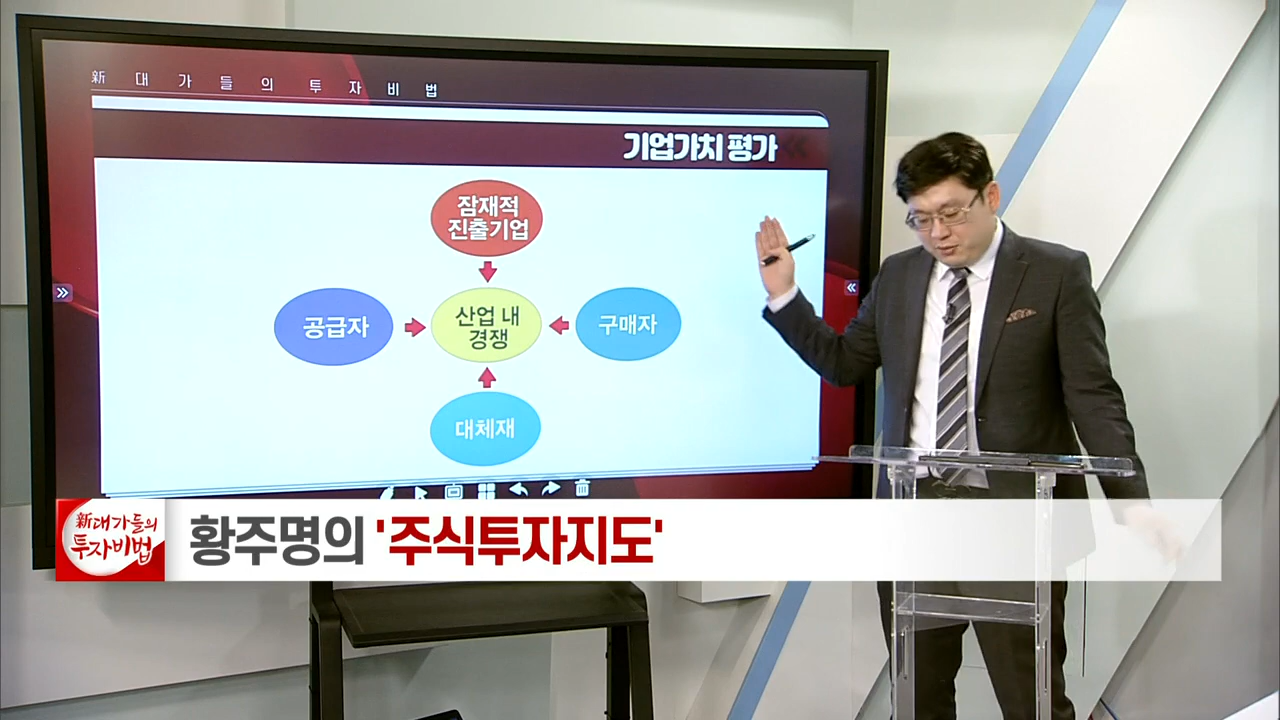 新 대 가 들 의 투 자 비 법
기업가치 평가
잠재적
진출기업
공급자
산업 내
경쟁
구매자
대체재
新대가들의
투자비법
황주명의 '주식투자지도'